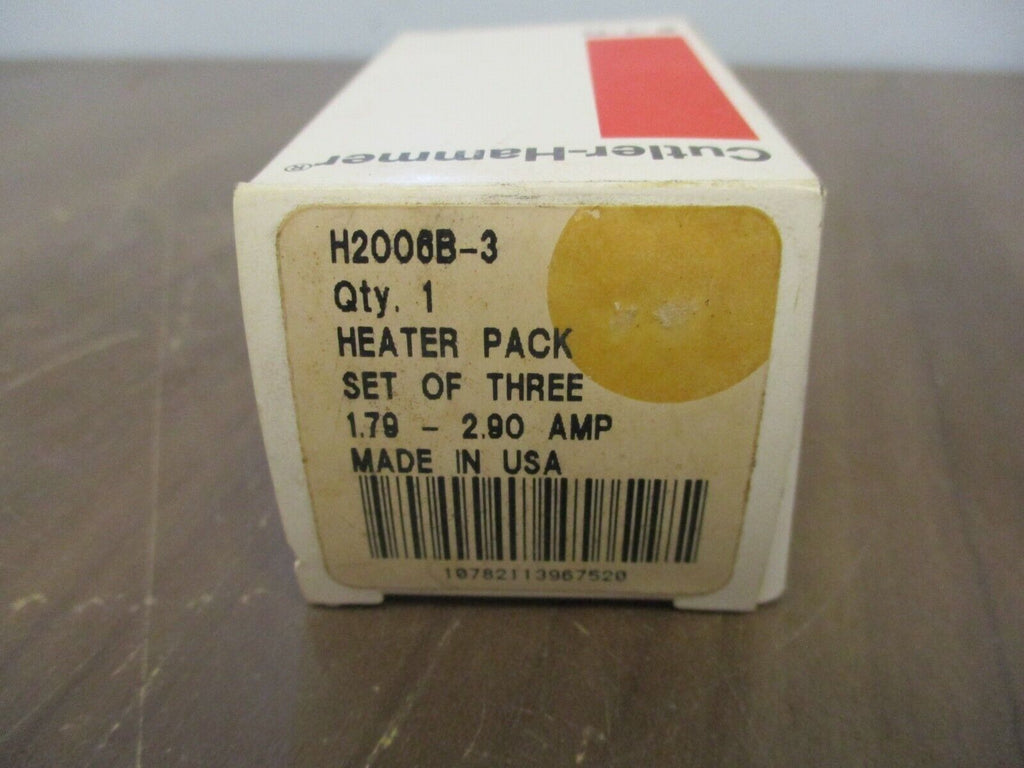 Cutler-Hammer®
H2006B-3
Qty. 1
HEATER PACK
SET OF THREE
1.79 - 2.90 AMP
MADE IN USA
10782113967520